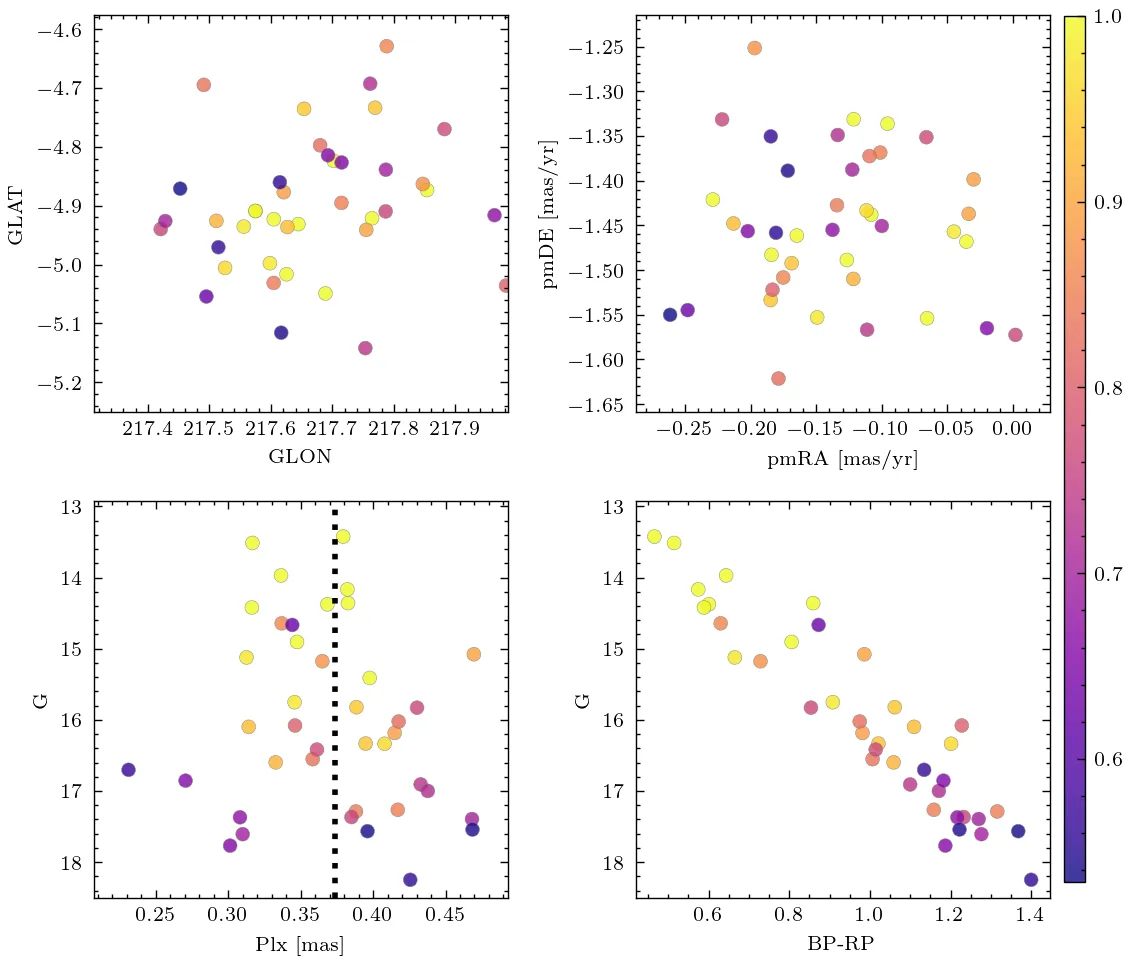 −4.6
−4.7
−4.8
−4.9
−5.0
−5.1
−5.2
GLAT
217.4 217.5 217.6 217.7 217.8 217.9
GLON
−1.25
−1.30
−1.35
−1.40
−1.45
−1.50
−1.55
−1.60
−1.65
pmDE [mas/yr]
−0.25 −0.20 −0.15 −0.10 −0.05 0.00
pmRA [mas/yr]
1.0
0.9
0.8
0.7
0.6
13
14
15
16
17
18
G
0.25 0.30 0.35 0.40 0.45
Plx [mas]
13
14
15
16
17
18
G
0.6 0.8 1.0 1.2 1.4
BP-RP